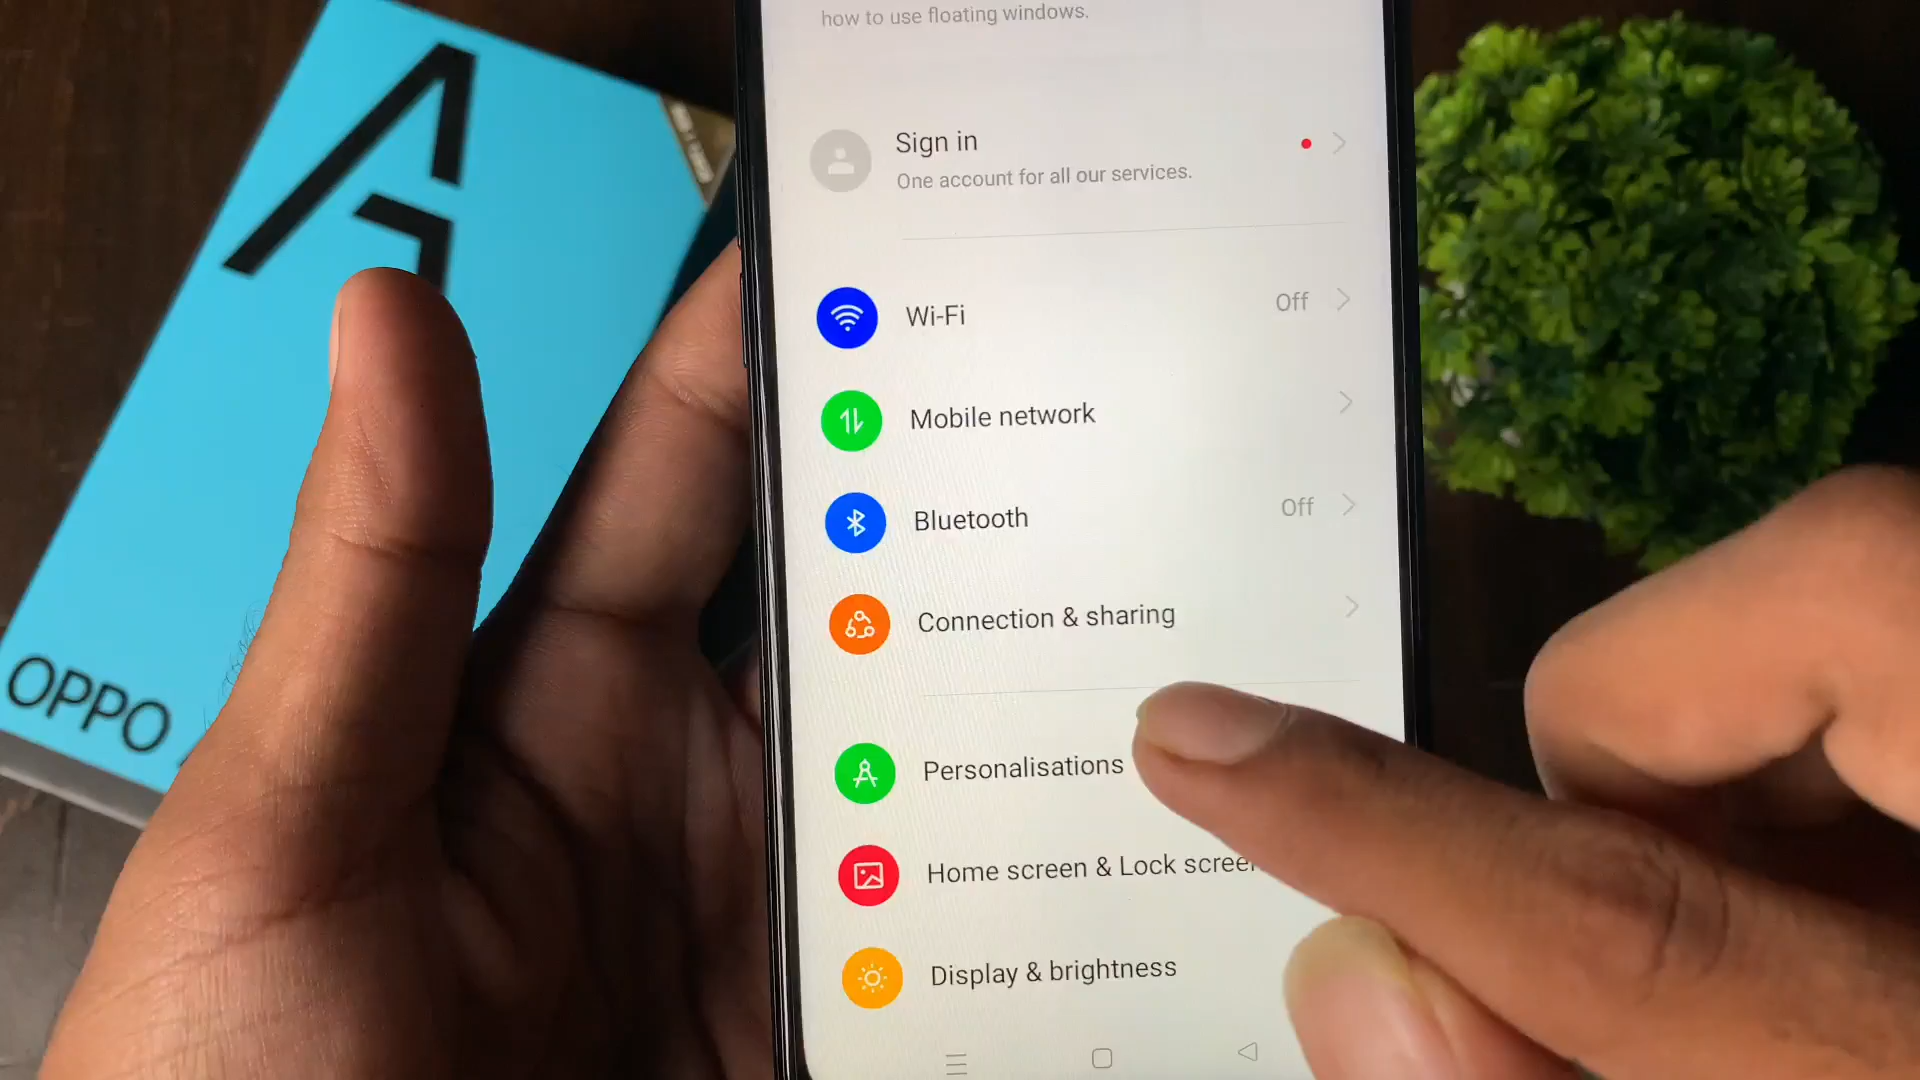 how to use floating windows.
Sign in
One account for all our services.
Wi-Fi Off
Mobile network
Bluetooth Off
Connection & sharing
Personalisations
Home screen & Lock screen
Display & brightness
A
OPPO